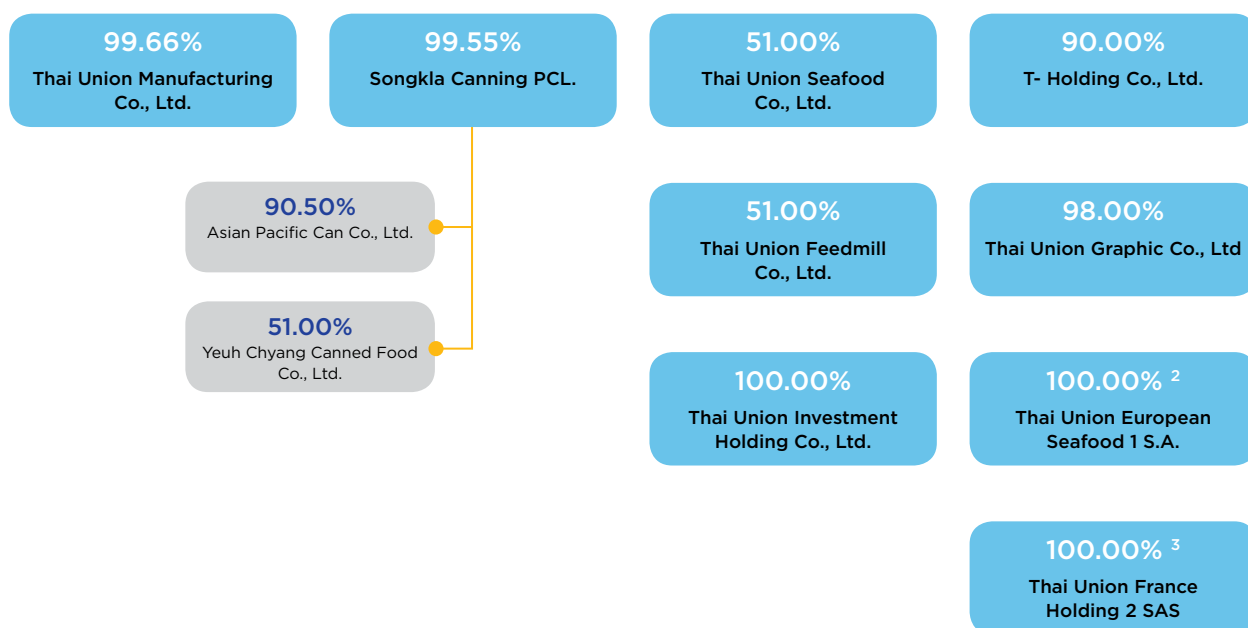 99.66%
Thai Union Manufacturing
Co., Ltd.
99.55%
Songkla Canning PCL.
51.00%
Thai Union Seafood
Co., Ltd.
90.00%
T- Holding Co., Ltd.
90.50%
Asian Pacific Can Co., Ltd.
51.00%
Thai Union Feedmill
Co., Ltd.
98.00%
Thai Union Graphic Co., Ltd
51.00%
Yeuh Chyang Canned Food
Co., Ltd.
100.00%
Thai Union Investment
Holding Co., Ltd.
100.00% 2
Thai Union European
Seafood 1 S.A.
100.00% 3
Thai Union France
Holding 2 SAS